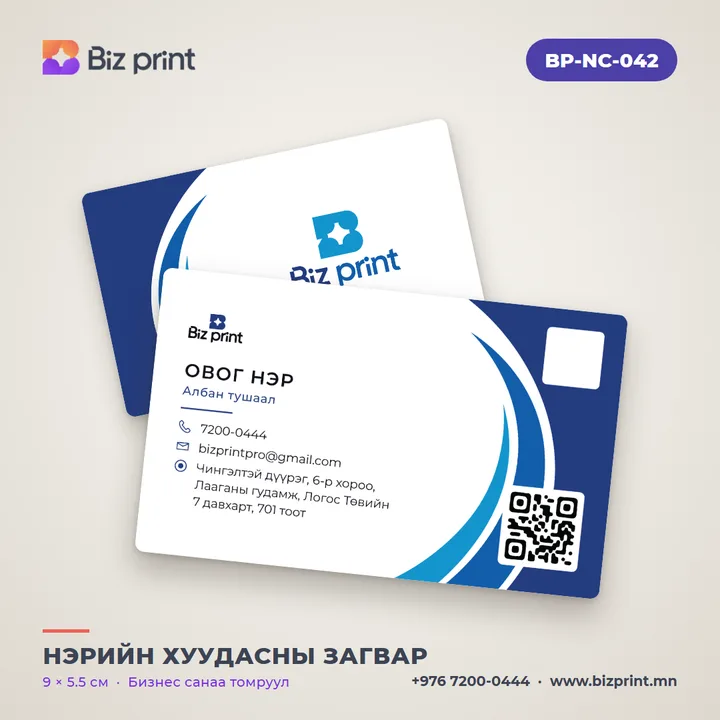 Biz print
BP-NC-042
Biz print
Biz print
ОВОГ НЭР
Албан тушаал
7200-0444
bizprintpro@gmail.com
Чингэлтэй дүүрэг, 6-р хороо,
Лааганы гудамж, Логос Төвийн
7 давхарт, 701 тоот
НЭРИЙН ХУУДАСНЫ ЗАГВАР
9 × 5.5 см · Бизнес санаа томруул
+976 7200-0444 · www.bizprint.mn